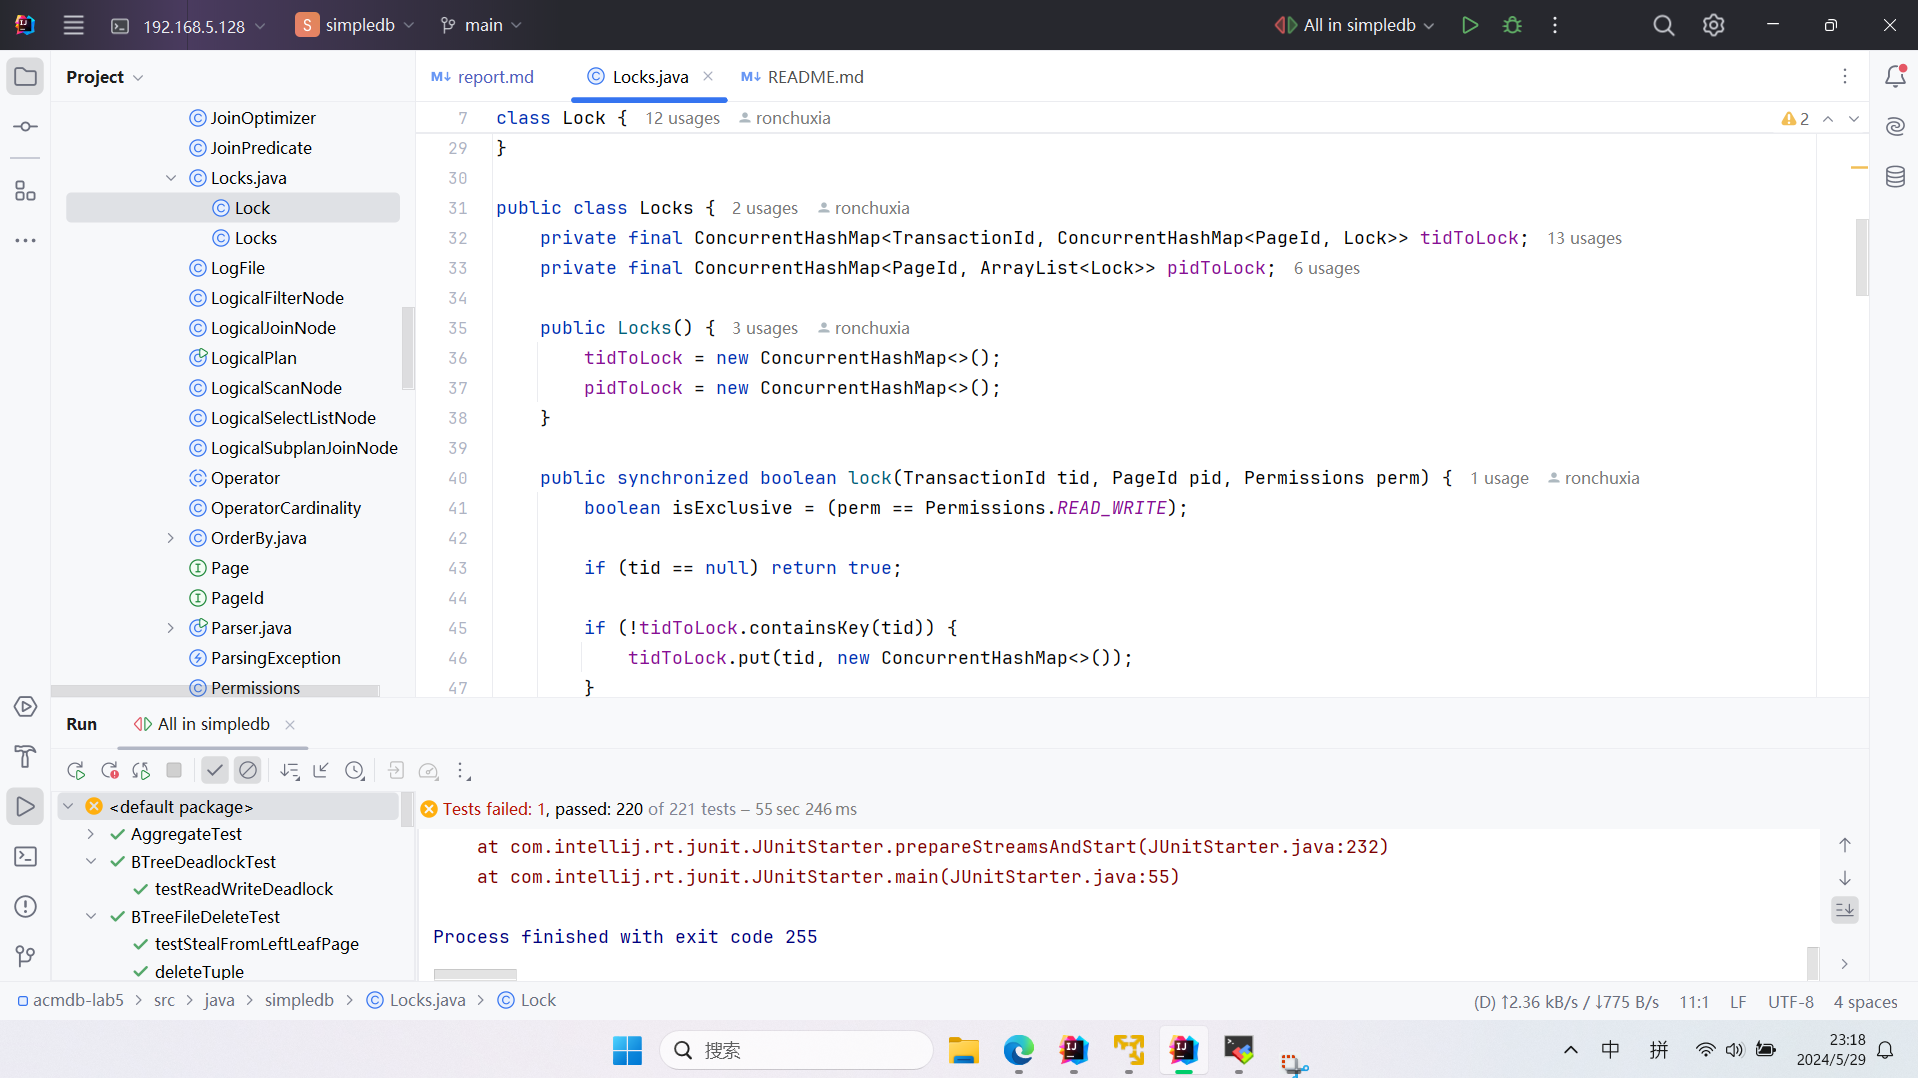 192.168.5.128
S simpledb
main
All in simpledb
Project
JoinOptimizer
JoinPredicate
Locks.java
Lock
Locks
LogFile
LogicalFilterNode
LogicalJoinNode
LogicalPlan
LogicalScanNode
LogicalSelectListNode
LogicalSubplanJoinNode
Operator
OperatorCardinality
OrderBy.java
Page
PageId
Parser.java
ParsingException
Permissions
M↓ report.md
Locks.java
M↓ README.md
7 class Lock { 12 usages ronchuxia
2
29 }
30
31 public class Locks { 2 usages ronchuxia
32 private final ConcurrentHashMap<TransactionId, ConcurrentHashMap<PageId, Lock>> tidToLock; 13 usages
33 private final ConcurrentHashMap<PageId, ArrayList<Lock>> pidToLock; 6 usages
34
35 public Locks() { 3 usages ronchuxia
36 tidToLock = new ConcurrentHashMap<>();
37 pidToLock = new ConcurrentHashMap<>();
38 }
39
40 public synchronized boolean lock(TransactionId tid, PageId pid, Permissions perm) { 1 usage ronchuxia
41 boolean isExclusive = (perm == Permissions.READ_WRITE);
42
43 if (tid == null) return true;
44
45 if (!tidToLock.containsKey(tid)) {
46 tidToLock.put(tid, new ConcurrentHashMap<>());
47 }
Run
All in simpledb
<default package>
AggregateTest
BTreeDeadlockTest
testReadWriteDeadlock
BTreeFileDeleteTest
testStealFromLeftLeafPage
deleteTuple
Tests failed: 1, passed: 220 of 221 tests – 55 sec 246 ms
at com.intellij.rt.junit.JUnitStarter.prepareStreamsAndStart(JUnitStarter.java:232)
at com.intellij.rt.junit.JUnitStarter.main(JUnitStarter.java:55)
Process finished with exit code 255
acmdb-lab5 > src > java > simpledb > Locks.java > Lock
(D) ↑2.36 kB/s / ↓775 B/s 11:1 LF UTF-8 4 spaces
搜索
中
拼
23:18
2024/5/29